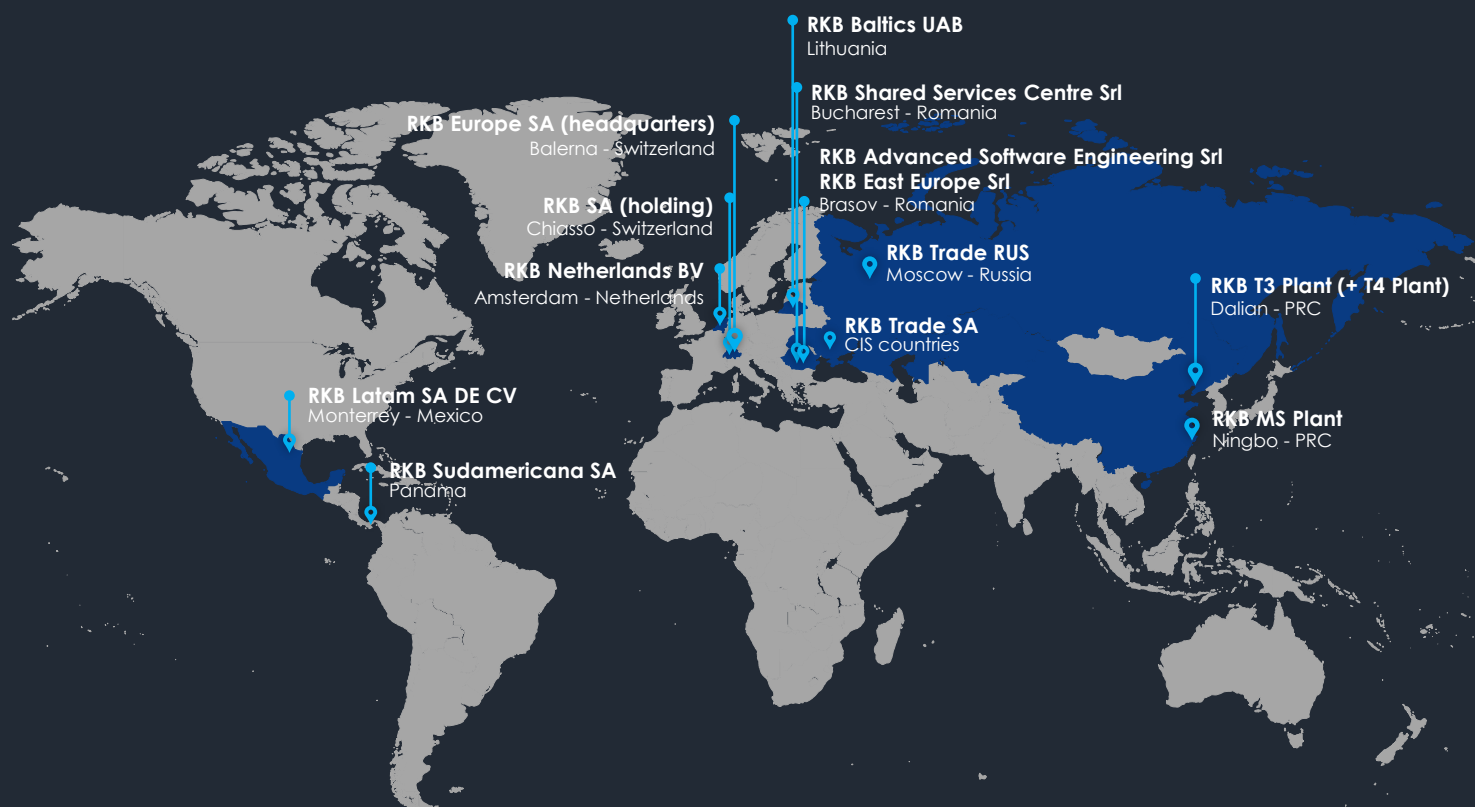 RKB Baltics UAB
Lithuania
RKB Shared Services Centre Srl
Bucharest - Romania
RKB Europe SA (headquarters)
Balerna - Switzerland
RKB Advanced Software Engineering Srl
RKB East Europe Srl
Brasov - Romania
RKB SA (holding)
Chiasso - Switzerland
RKB Netherlands BV
Amsterdam - Netherlands
RKB Trade RUS
Moscow - Russia
RKB T3 Plant (+ T4 Plant)
Dalian - PRC
RKB Trade SA
CIS countries
RKB Latam SA DE CV
Monterrey - Mexico
RKB MS Plant
Ningbo - PRC
RKB Sudamericana SA
Panama